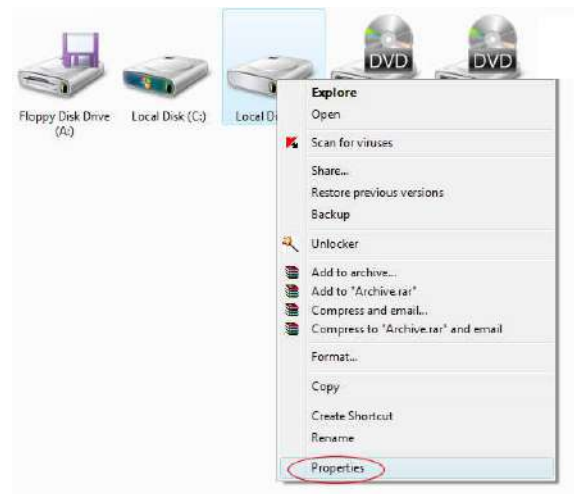 DVD
DVD
Floppy Disk Drive
(A:)
Local Disk (C:)
Local Di
Explore
Open
Scan for viruses
Share...
Restore previous versions
Backup
Unlocker
Add to archive...
Add to "Archive.rar"
Compress and email...
Compress to "Archive.rar" and email
Format...
Copy
Create Shortcut
Rename
Properties